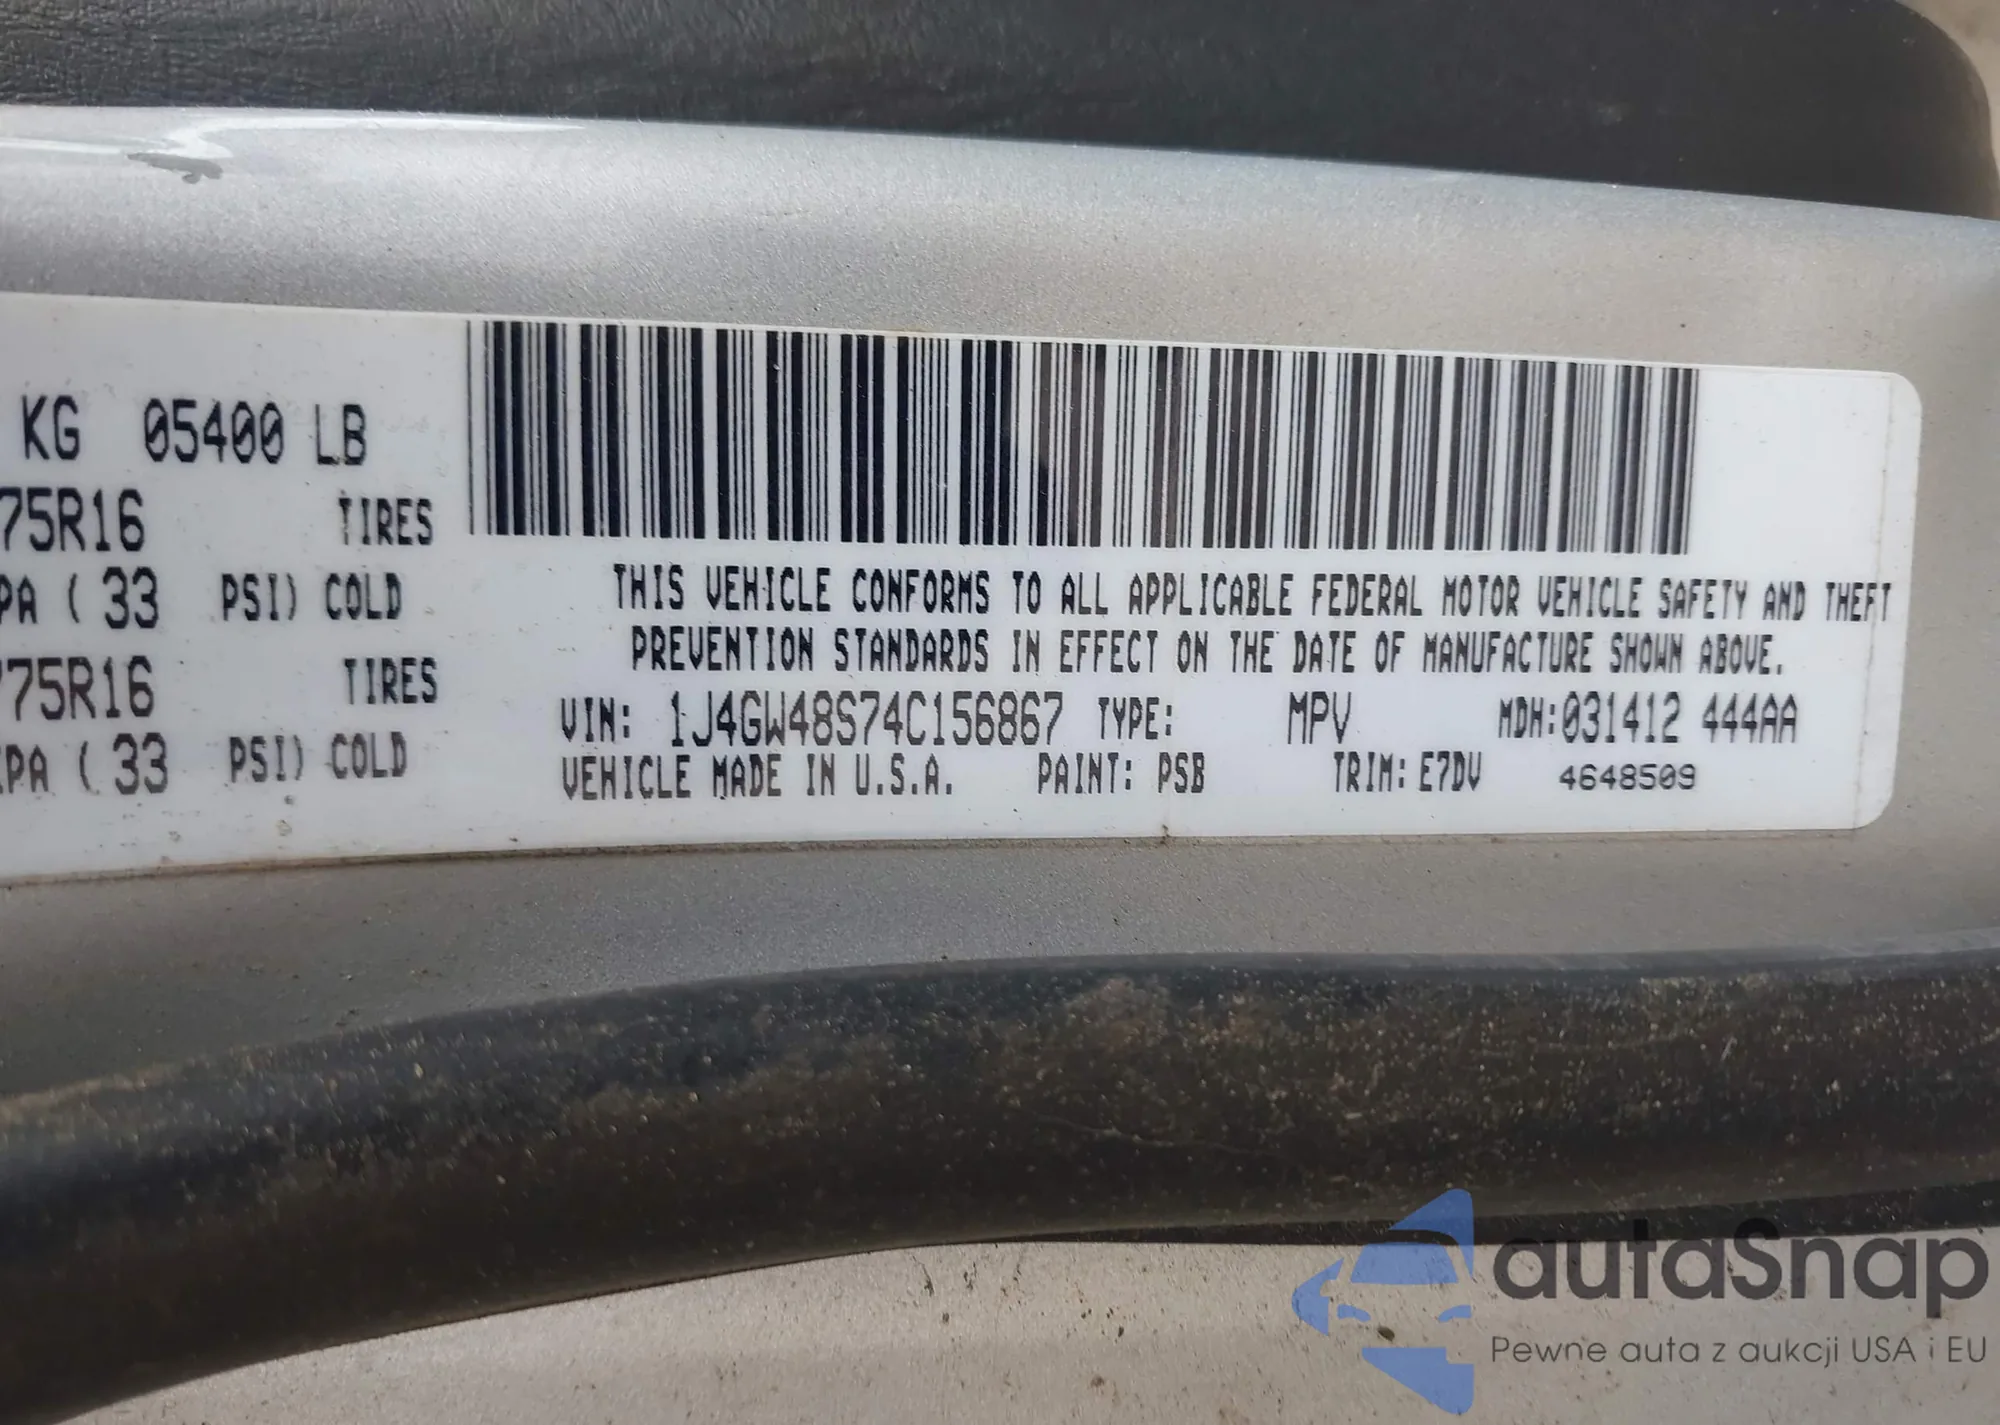 KG 05400 LB
75R16 TIRES
PA ( 33 PSI) COLD
75R16 TIRES
KPA ( 33 PSI) COLD
THIS VEHICLE CONFORMS TO ALL APPLICABLE FEDERAL MOTOR VEHICLE SAFETY AND THEFT
PREVENTION STANDARDS IN EFFECT ON THE DATE OF MANUFACTURE SHOWN ABOVE.
VIN: 1J4GW48S74C156867 TYPE: MPV MDH:031412 444AA
VEHICLE MADE IN U.S.A. PAINT: PSB TRIM: E7DV 4648509
autaSnap
Pewne auta z aukcji USA i EU